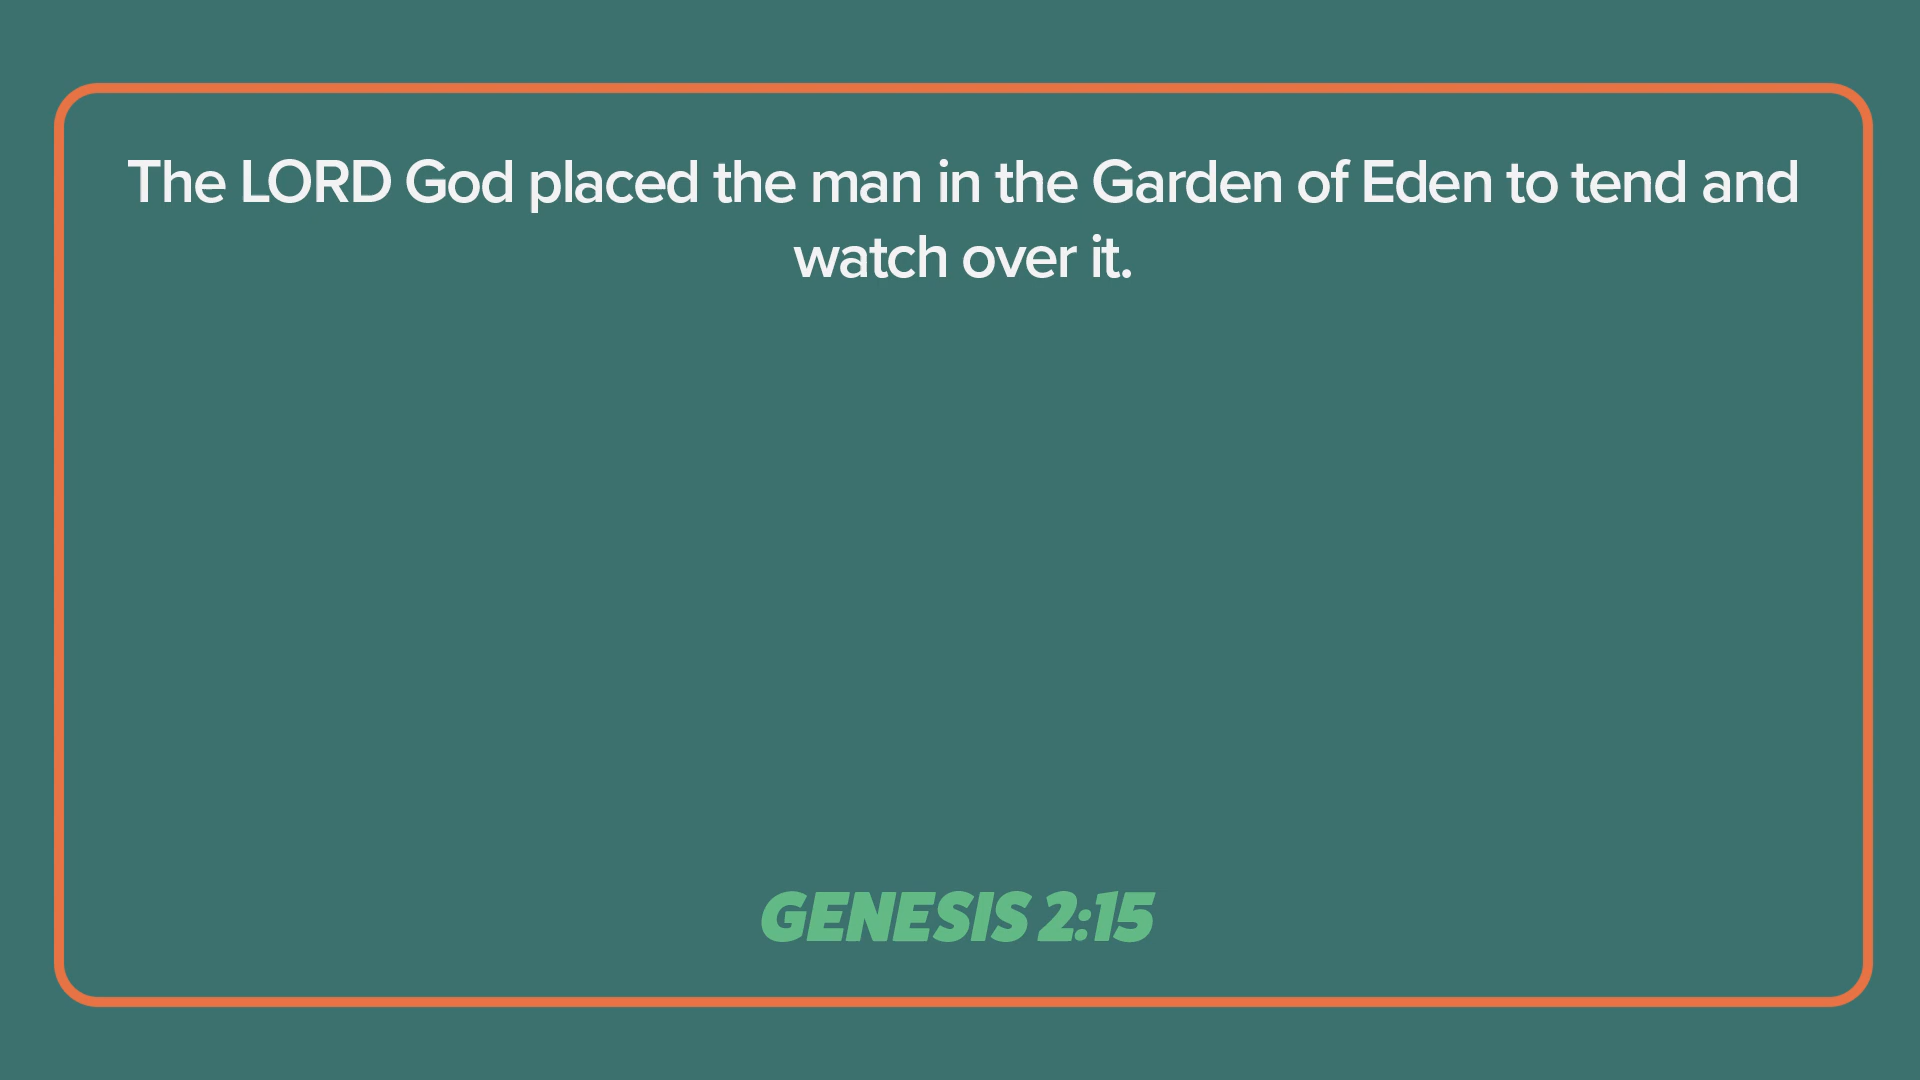 The LORD God placed the man in the Garden of Eden to tend and
watch over it.
GENESIS 2:15